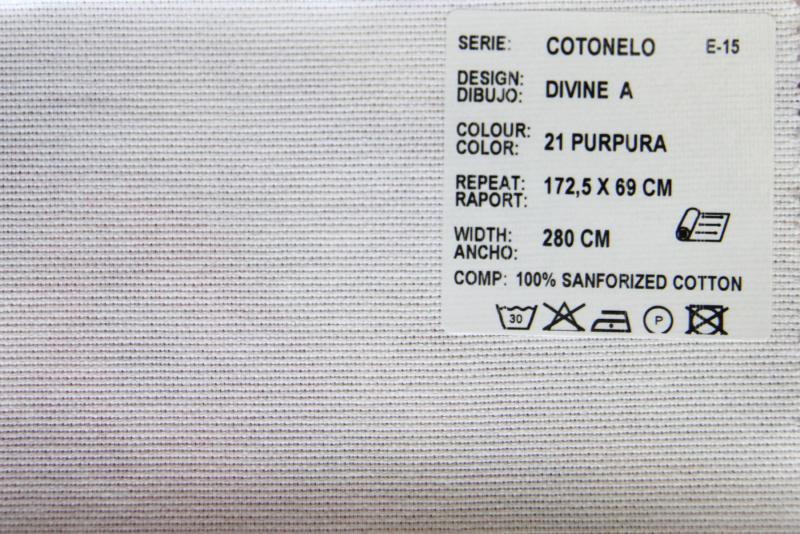 SERIE: COTONELO E-15
DESIGN:
DIBUJO: DIVINE A
COLOUR:
COLOR: 21 PURPURA
REPEAT:
RAPORT: 172,5 X 69 CM
WIDTH:
ANCHO: 280 CM
COMP: 100% SANFORIZED COTTON
30 P